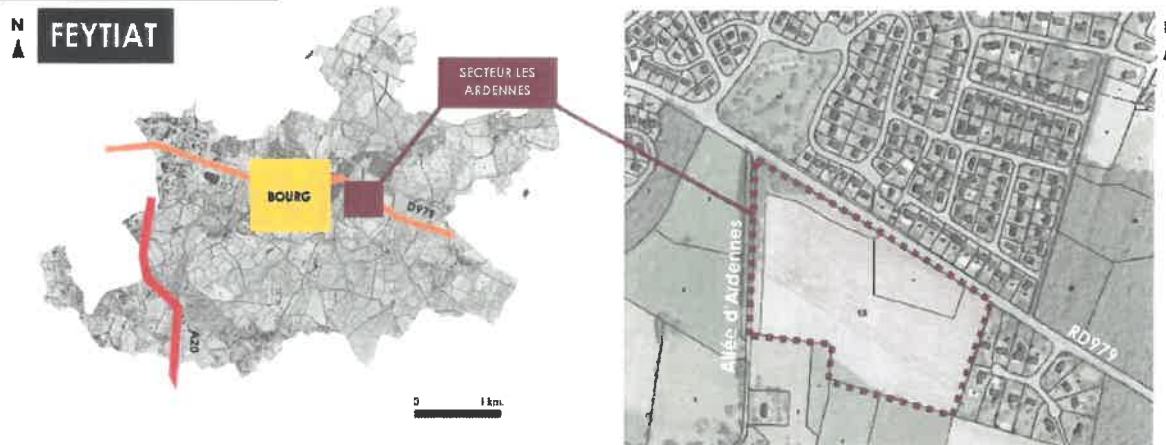 N
FEYTIAT
SECTEUR LES
ARDENNES
BOURG
D979
A20
0 1 km.
Allée d'Ardennes
RD979